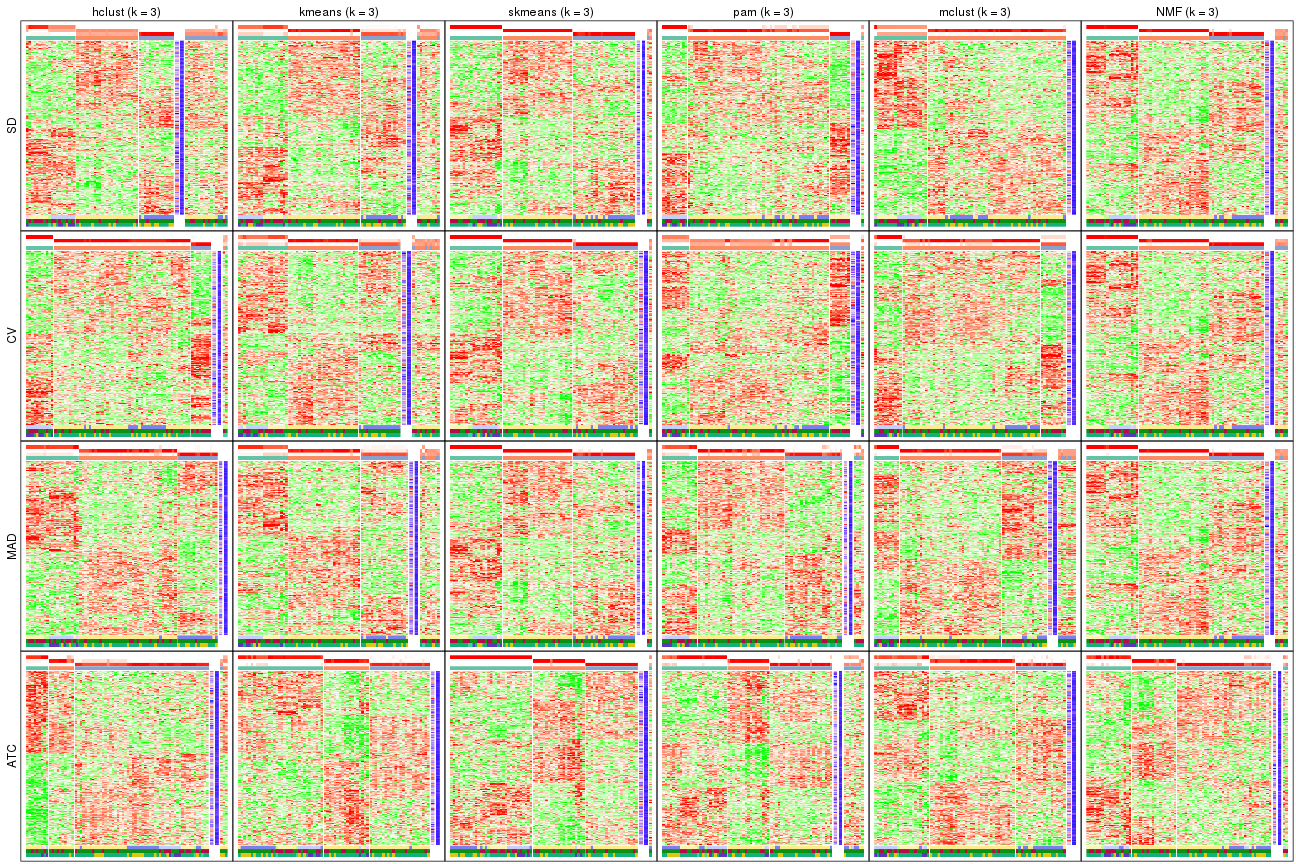 hclust (k = 3) kmeans (k = 3) skmeans (k = 3) pam (k = 3) mclust (k = 3) NMF (k = 3)
SD
CV
MAD
ATC